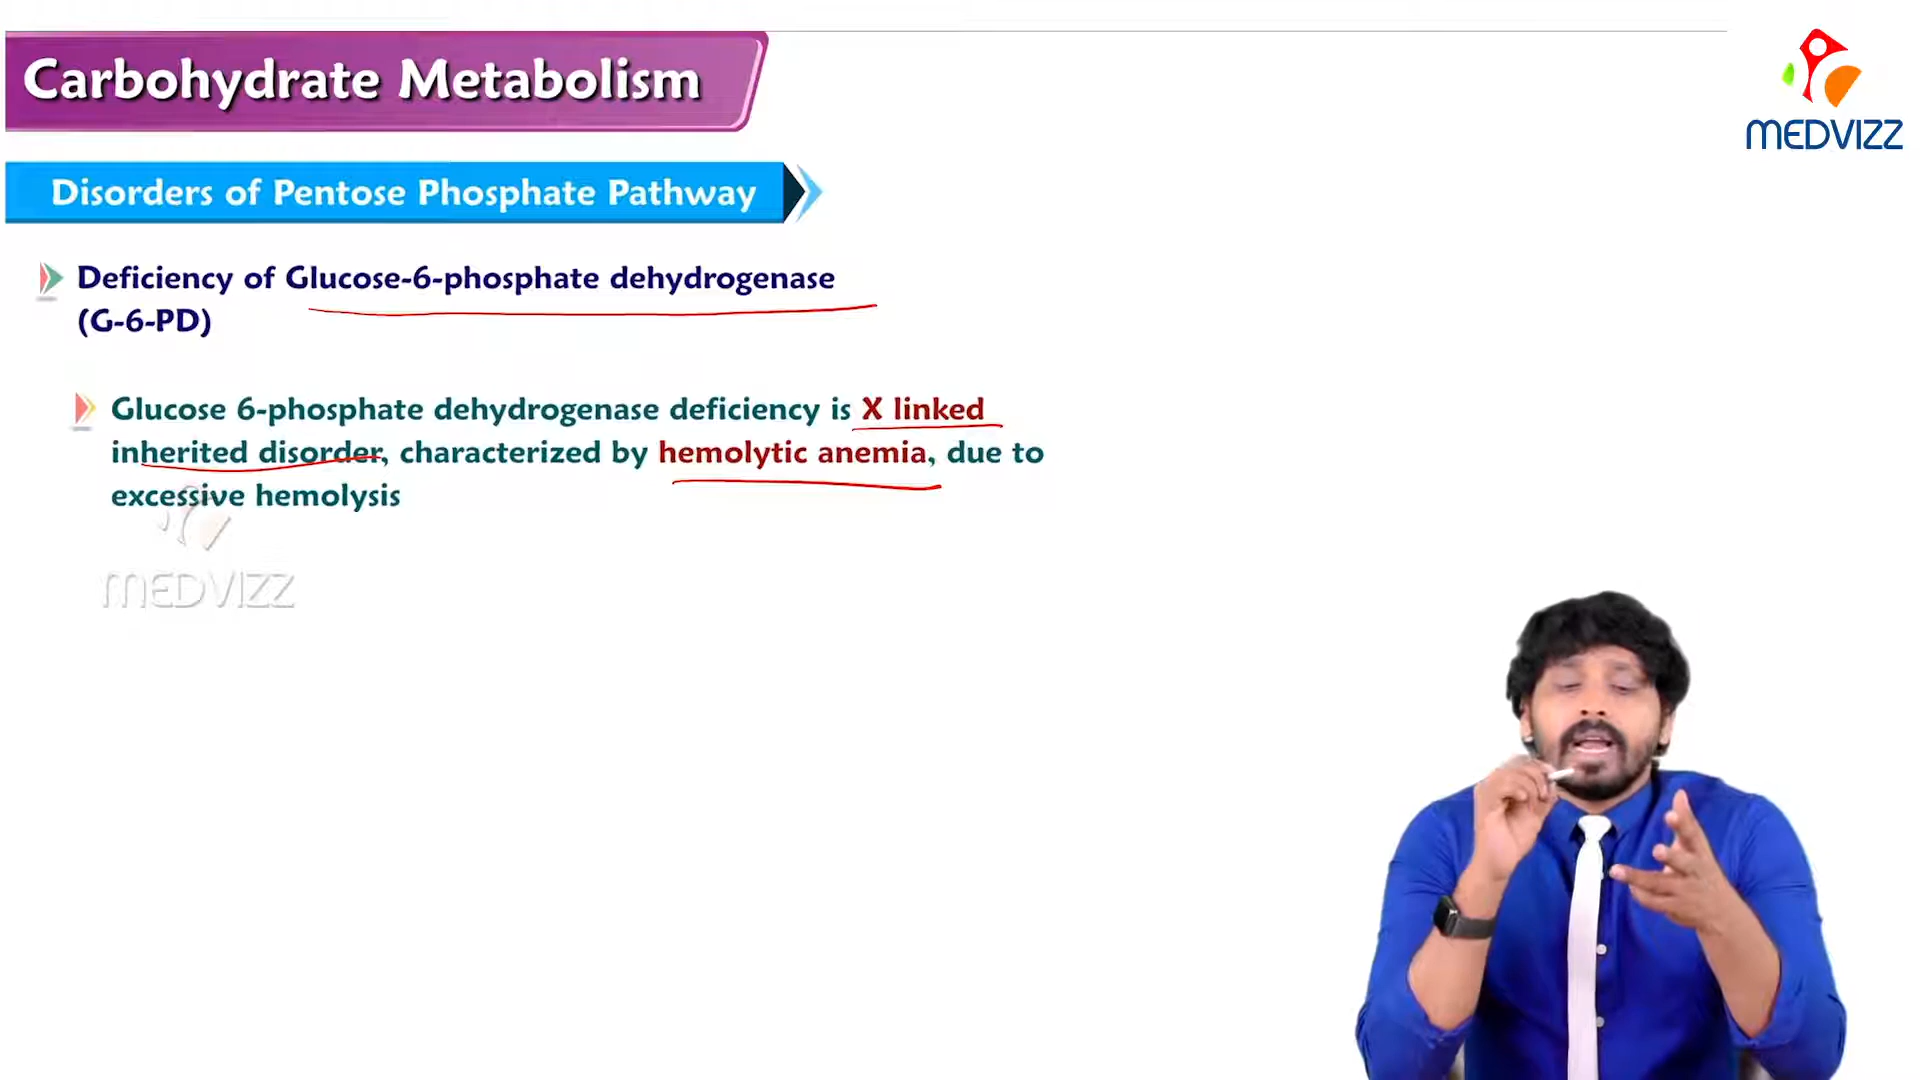 Carbohydrate Metabolism
MEDVIZZ
Disorders of Pentose Phosphate Pathway
Deficiency of Glucose-6-phosphate dehydrogenase
(G-6-PD)
Glucose 6-phosphate dehydrogenase deficiency is X linked
inherited disorder, characterized by hemolytic anemia, due to
excessive hemolysis
MEDVIZZ